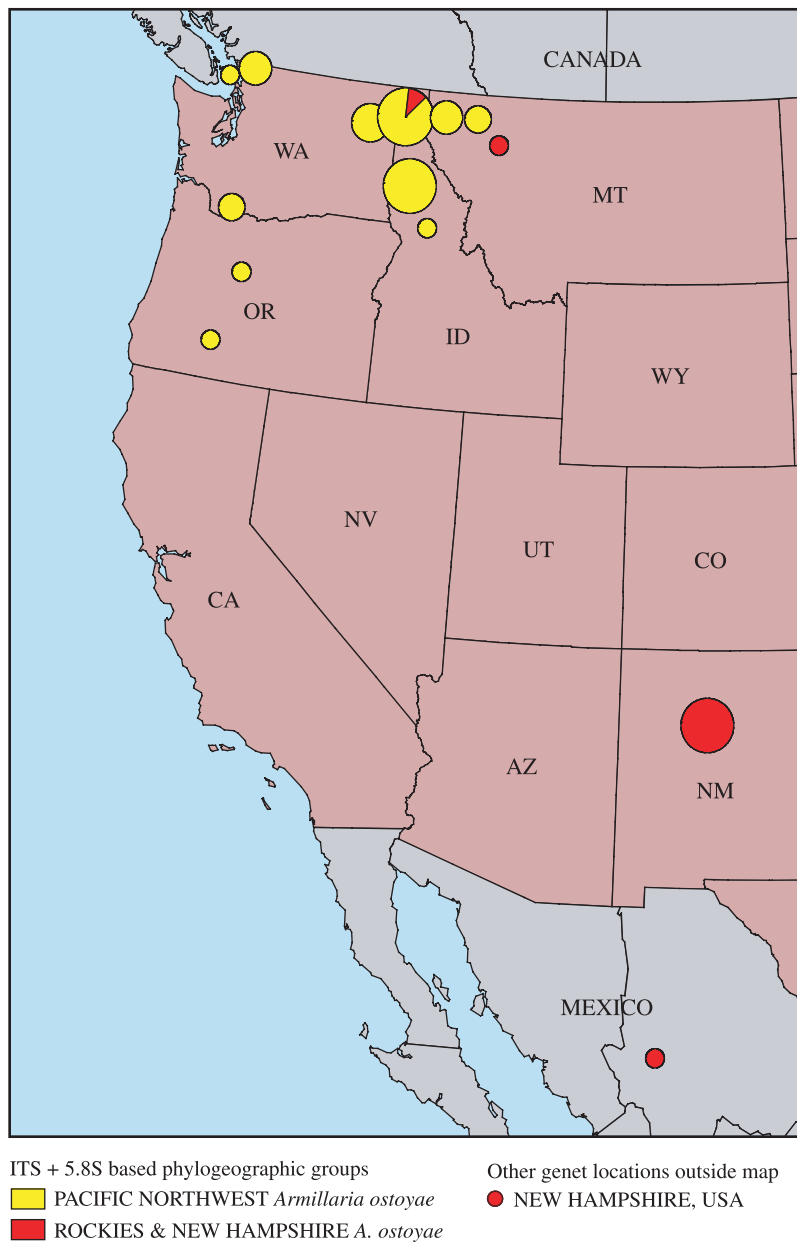 CANADA
WA
MT
OR
ID
WY
NV
UT
CO
CA
AZ
NM
MEXICO
ITS + 5.8S based phylogeographic groups
PACIFIC NORTHWEST Armillaria ostoyae
ROCKIES & NEW HAMPSHIRE A. ostoyae
Other genet locations outside map
NEW HAMPSHIRE, USA